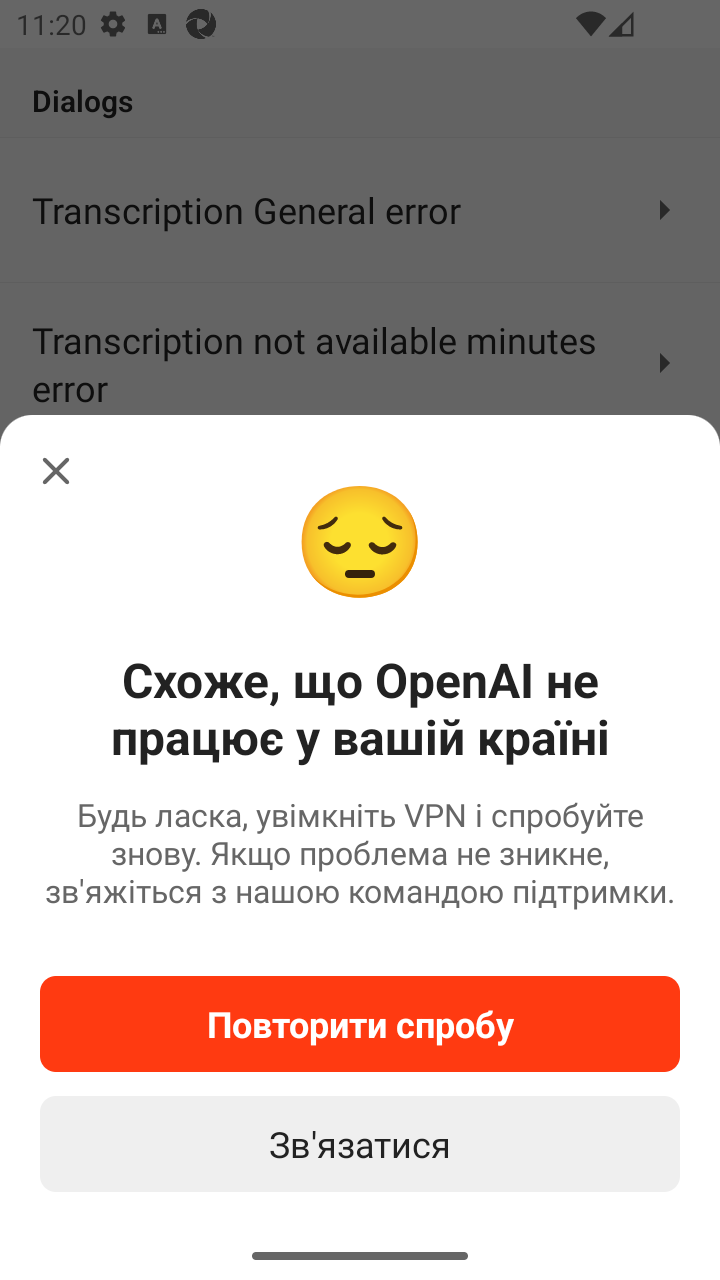 11:20
Dialogs
Transcription General error
Transcription not available minutes
error
Схоже, що OpenAI не
працює у вашій країні
Будь ласка, увімкніть VPN і спробуйте
знову. Якщо проблема не зникне,
зв'яжіться з нашою командою підтримки.
Повторити спробу
Зв'язатися